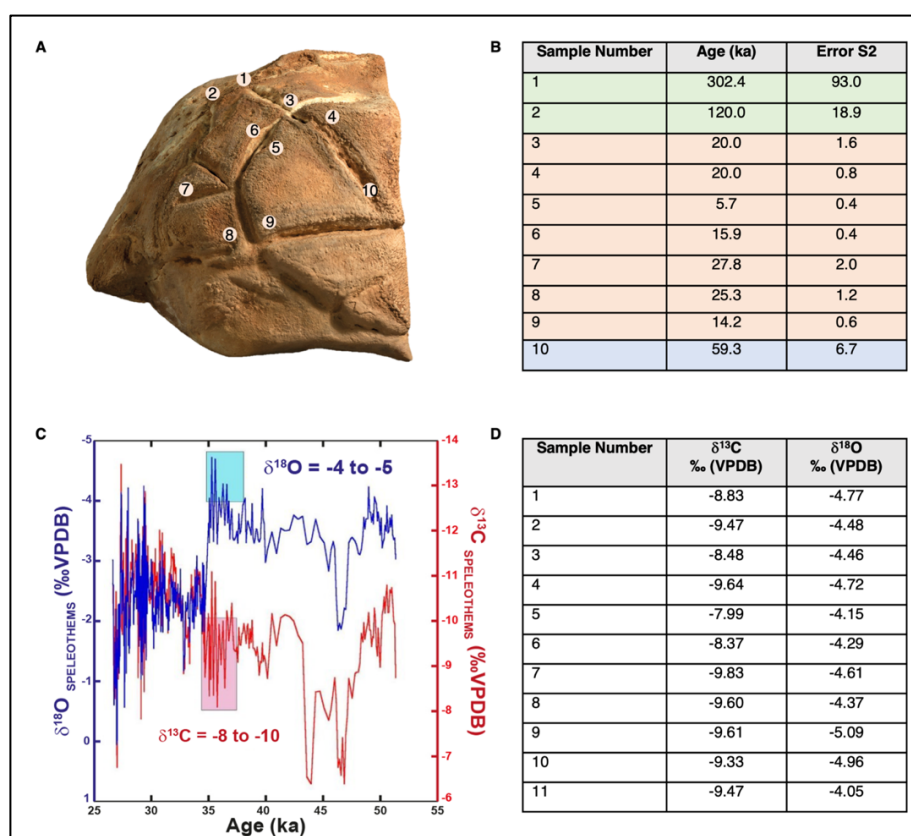 A
1
2
3
4
6
5
7
10
9
8
B
Sample Number Age (ka) Error S2
1 302.4 93.0
2 120.0 18.9
3 20.0 1.6
4 20.0 0.8
5 5.7 0.4
6 15.9 0.4
7 27.8 2.0
8 25.3 1.2
9 14.2 0.6
10 59.3 6.7
C
δ18O SPELEOTHEMS (‰VPDB)
-5
-4
-3
-2
-1
0
1
δ18O = -4 to -5
δ13C = -8 to -10
-14
-13
-12
-11
-10
-9
-8
-7
-6
δ13C SPELEOTHEMS (‰VPDB)
25 30 35 40 45 50 55
Age (ka)
D
Sample Number δ13C δ18O
‰ (VPDB) ‰ (VPDB)
1 -8.83 -4.77
2 -9.47 -4.48
3 -8.48 -4.46
4 -9.64 -4.72
5 -7.99 -4.15
6 -8.37 -4.29
7 -9.83 -4.61
8 -9.60 -4.37
9 -9.61 -5.09
10 -9.33 -4.96
11 -9.47 -4.05